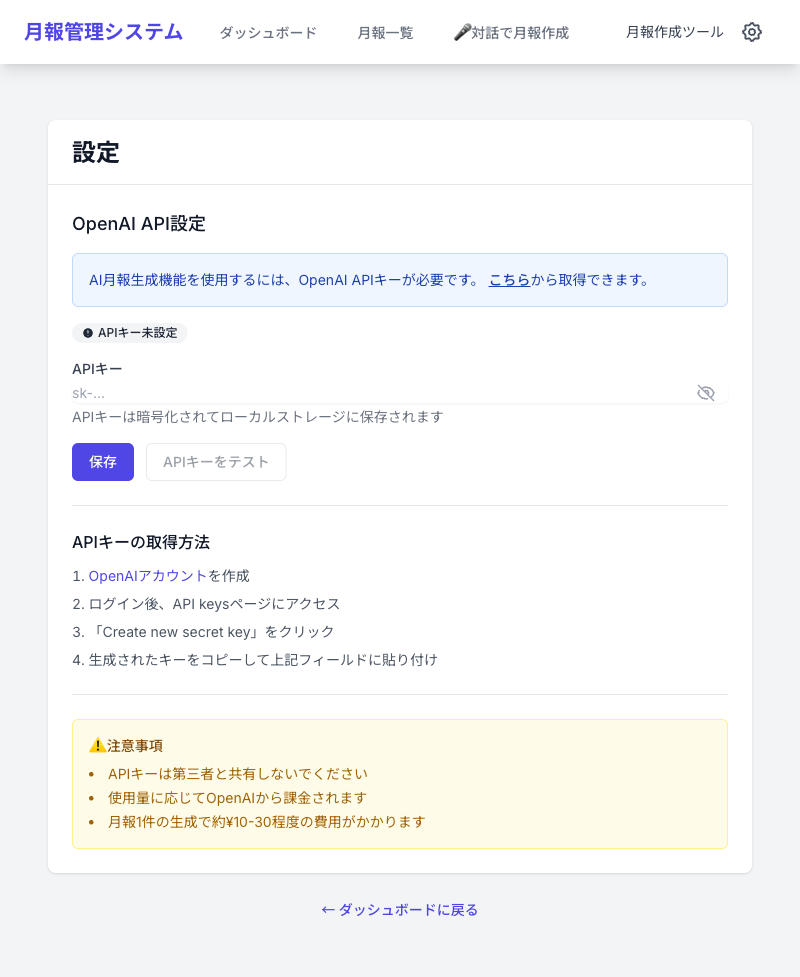 月報管理システム ダッシュボード 月報一覧 🎤対話で月報作成 月報作成ツール
設定
OpenAI API設定
AI月報生成機能を使用するには、OpenAI APIキーが必要です。 こちらから取得できます。
APIキー未設定
APIキー
sk-...
APIキーは暗号化されてローカルストレージに保存されます
保存 APIキーをテスト
APIキーの取得方法
1. OpenAIアカウントを作成
2. ログイン後、API keysページにアクセス
3. 「Create new secret key」をクリック
4. 生成されたキーをコピーして上記フィールドに貼り付け
⚠️注意事項
• APIキーは第三者と共有しないでください
• 使用量に応じてOpenAIから課金されます
• 月報1件の生成で約¥10-30程度の費用がかかります
← ダッシュボードに戻る